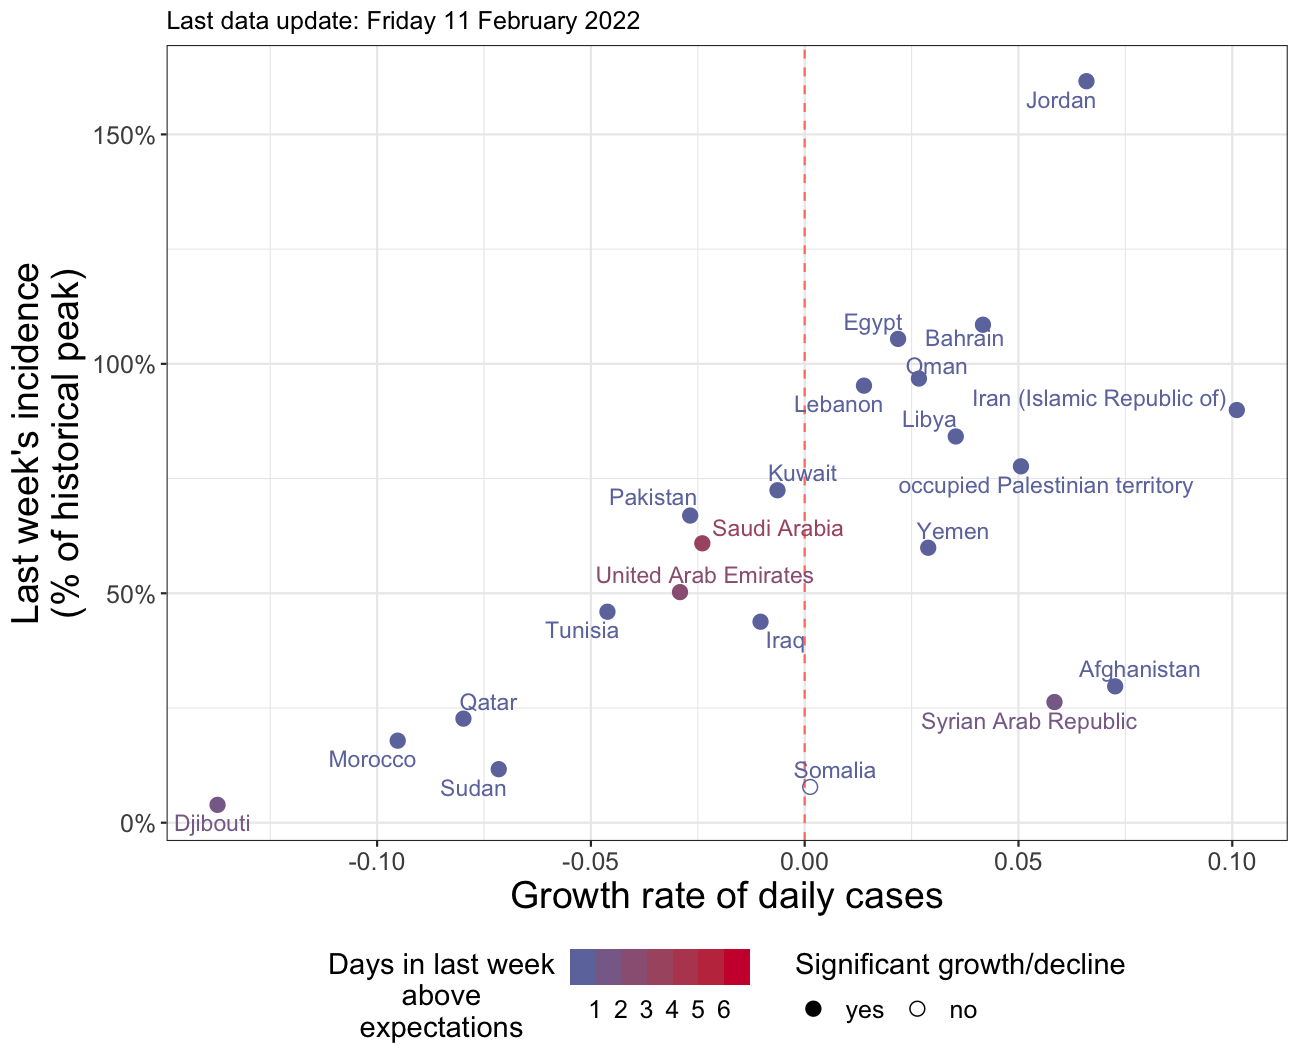 Last data update: Friday 11 February 2022
Last week's incidence
(% of historical peak)
150%
100%
50%
0%
Jordan
Egypt
Bahrain
Oman
Lebanon
Iran (Islamic Republic of)
Libya
Kuwait
occupied Palestinian territory
Pakistan
Saudi Arabia
Yemen
United Arab Emirates
Tunisia
Iraq
Afghanistan
Qatar
Syrian Arab Republic
Morocco
Somalia
Sudan
Djibouti
-0.10 -0.05 0.00 0.05 0.10
Growth rate of daily cases
Days in last week
above
expectations
1 2 3 4 5 6
Significant growth/decline
yes no